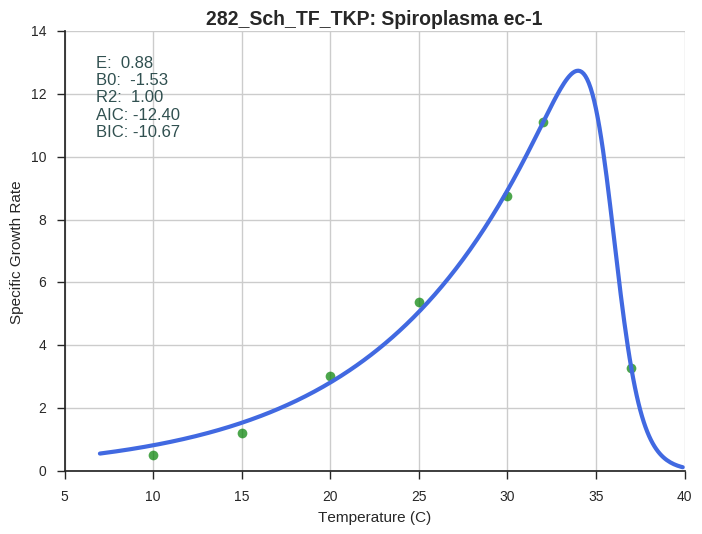 282_Sch_TF_TKP: Spiroplasma ec-1
E: 0.88
B0: -1.53
R2: 1.00
AIC: -12.40
BIC: -10.67
14
12
10
8
6
4
2
0
Specific Growth Rate
5 10 15 20 25 30 35 40
Temperature (C)